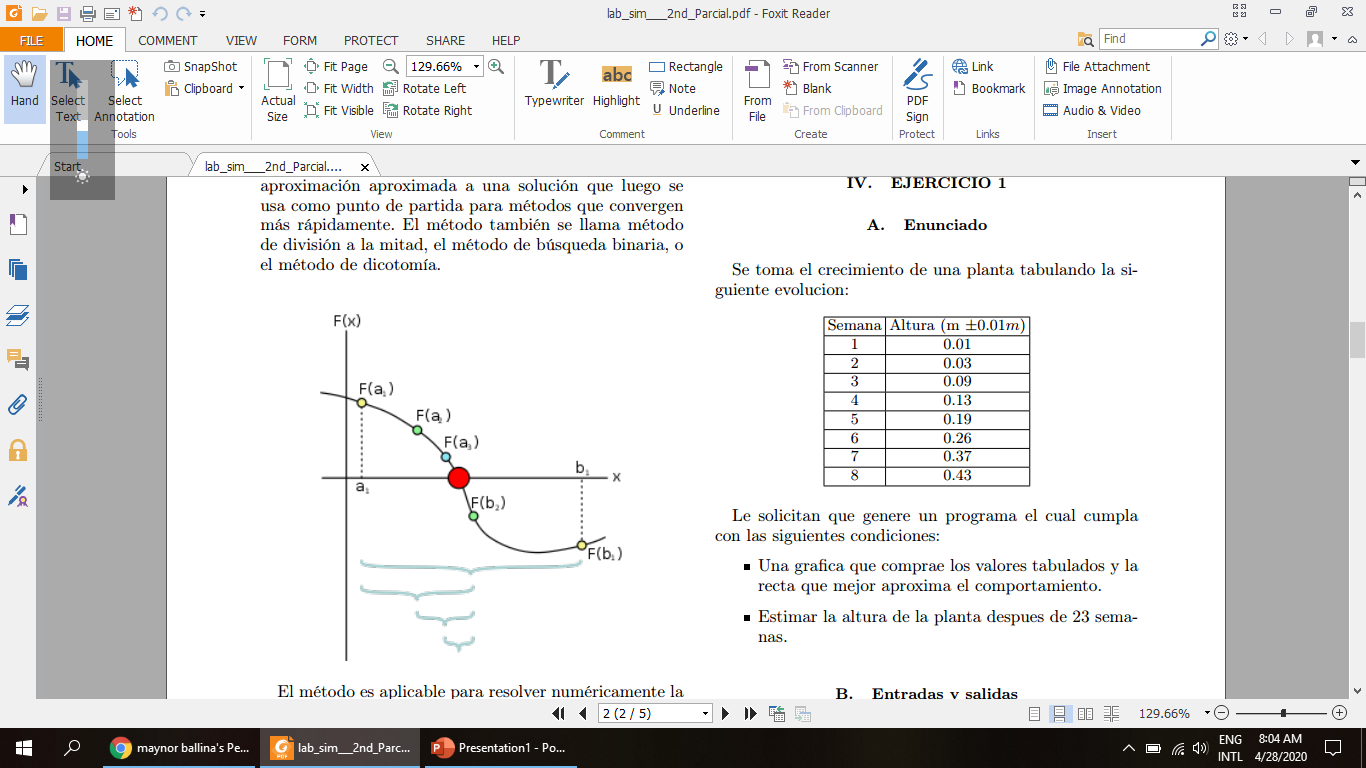 lab_sim___2nd_Parcial.pdf - Foxit Reader
FILE HOME COMMENT VIEW FORM PROTECT SHARE HELP
Find
Hand
Select Text
Select Annotation
SnapShot
Clipboard
Tools
Actual Size
Fit Page
Fit Width
Fit Visible
129.66%
Rotate Left
Rotate Right
View
Typewriter
Highlight
Rectangle
Note
Underline
Comment
From File
From Scanner
Blank
From Clipboard
Create
PDF Sign
Protect
Link
Bookmark
Links
File Attachment
Image Annotation
Audio & Video
Insert
Start
lab_sim___2nd_Parcial....
aproximación aproximada a una solución que luego se
usa como punto de partida para métodos que convergen
más rápidamente. El método también se llama método
de división a la mitad, el método de búsqueda binaria, o
el método de dicotomía.
F(x)
F(a₁)
F(a₂)
F(a₃)
b₁
x
a₁
F(b₂)
F(b₁)
El método es aplicable para resolver numéricamente la
IV. EJERCICIO 1
A. Enunciado
Se toma el crecimiento de una planta tabulando la si-
guiente evolucion:
Semana Altura (m ±0.01m)
1 0.01
2 0.03
3 0.09
4 0.13
5 0.19
6 0.26
7 0.37
8 0.43
Le solicitan que genere un programa el cual cumpla
con las siguientes condiciones:
▪ Una grafica que comprae los valores tabulados y la
recta que mejor aproxima el comportamiento.
▪ Estimar la altura de la planta despues de 23 sema-
nas.
B. Entradas y salidas
2 (2 / 5)
129.66%
maynor ballina's Pe...
lab_sim___2nd_Parc...
Presentation1 - Po...
ENG
INTL
8:04 AM
4/28/2020